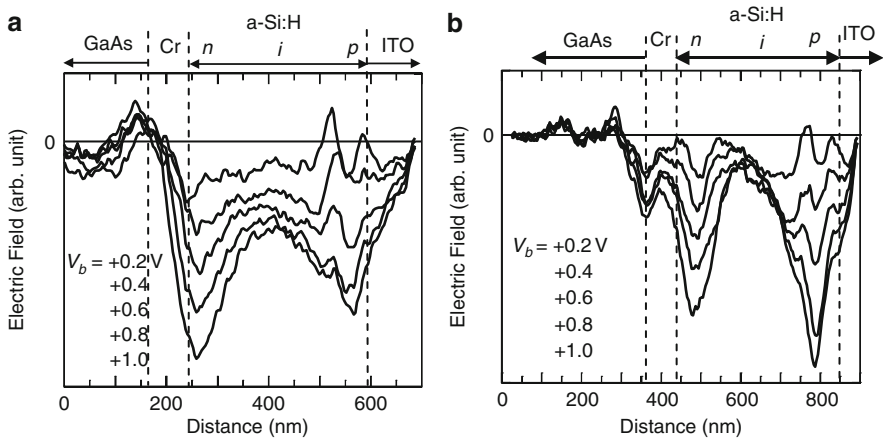 a
a-Si:H
GaAs
Cr
n
i
p
ITO
0
Electric Field (arb. unit)
V_b = +0.2 V
+0.4
+0.6
+0.8
+1.0
0
200
400
600
Distance (nm)
b
a-Si:H
GaAs
Cr
n
i
p
ITO
0
Electric Field (arb. unit)
V_b = +0.2 V
+0.4
+0.6
+0.8
+1.0
0
200
400
600
800
Distance (nm)